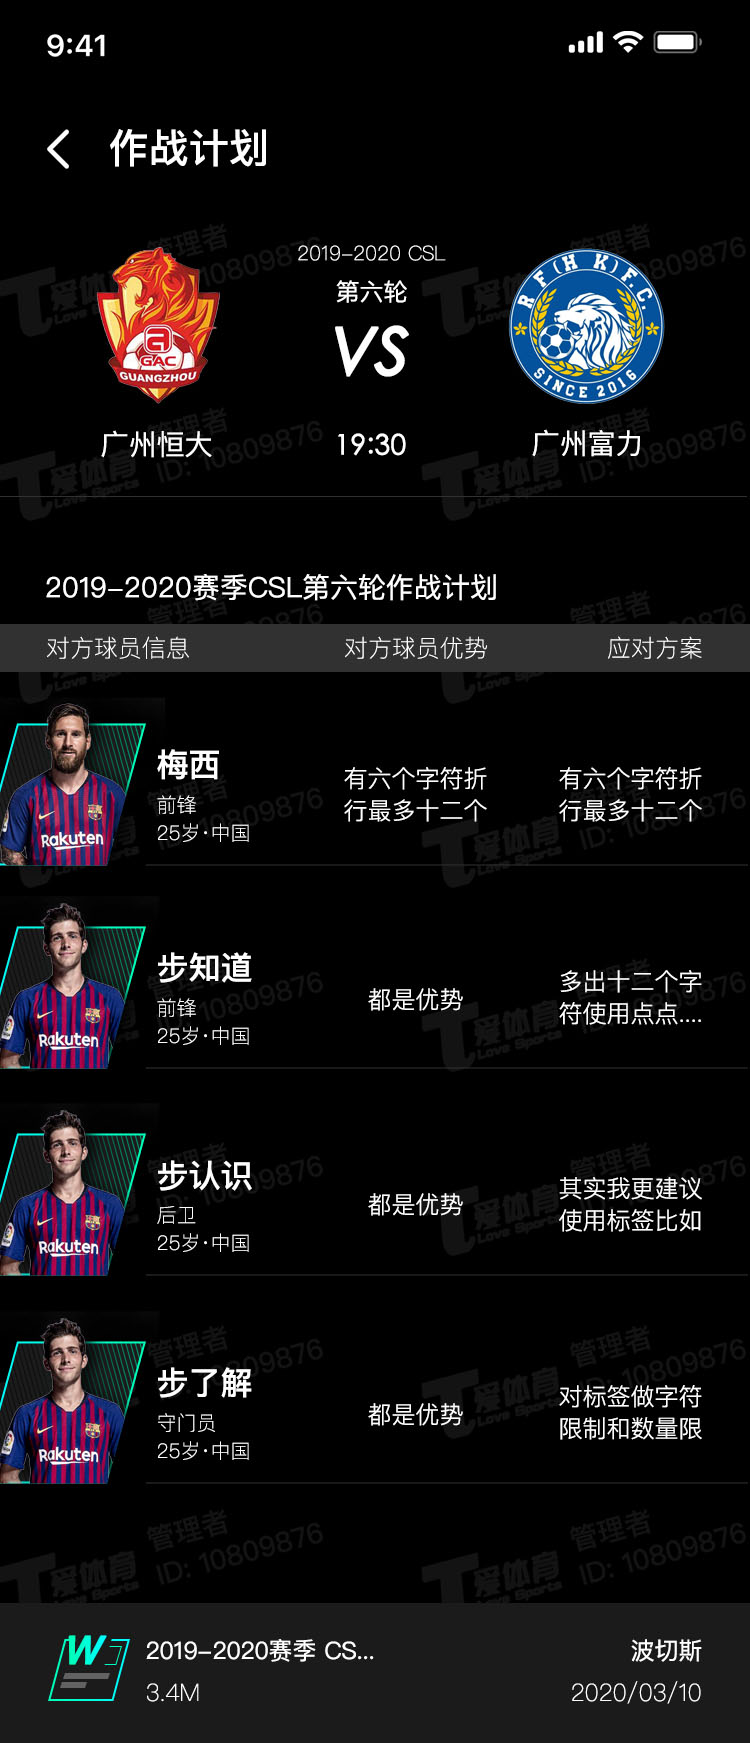 9:41
作战计划
2019-2020 CSL
第六轮
VS
19:30
GAC
GUANGZHOU
广州恒大
R F (H K) F.C.
SINCE 2016
广州富力
2019-2020赛季CSL第六轮作战计划
对方球员信息 对方球员优势 应对方案
梅西
前锋
25岁·中国
有六个字符折
行最多十二个
有六个字符折
行最多十二个
Rakuten
步知道
前锋
25岁·中国
都是优势
多出十二个字
符使用点点....
Rakuten
步认识
后卫
25岁·中国
都是优势
其实我更建议
使用标签比如
Rakuten
步了解
守门员
25岁·中国
都是优势
对标签做字符
限制和数量限
Rakuten
管理者
爱体育
Love Sports
ID: 10809876
W
2019-2020赛季 CS...
3.4M
波切斯
2020/03/10